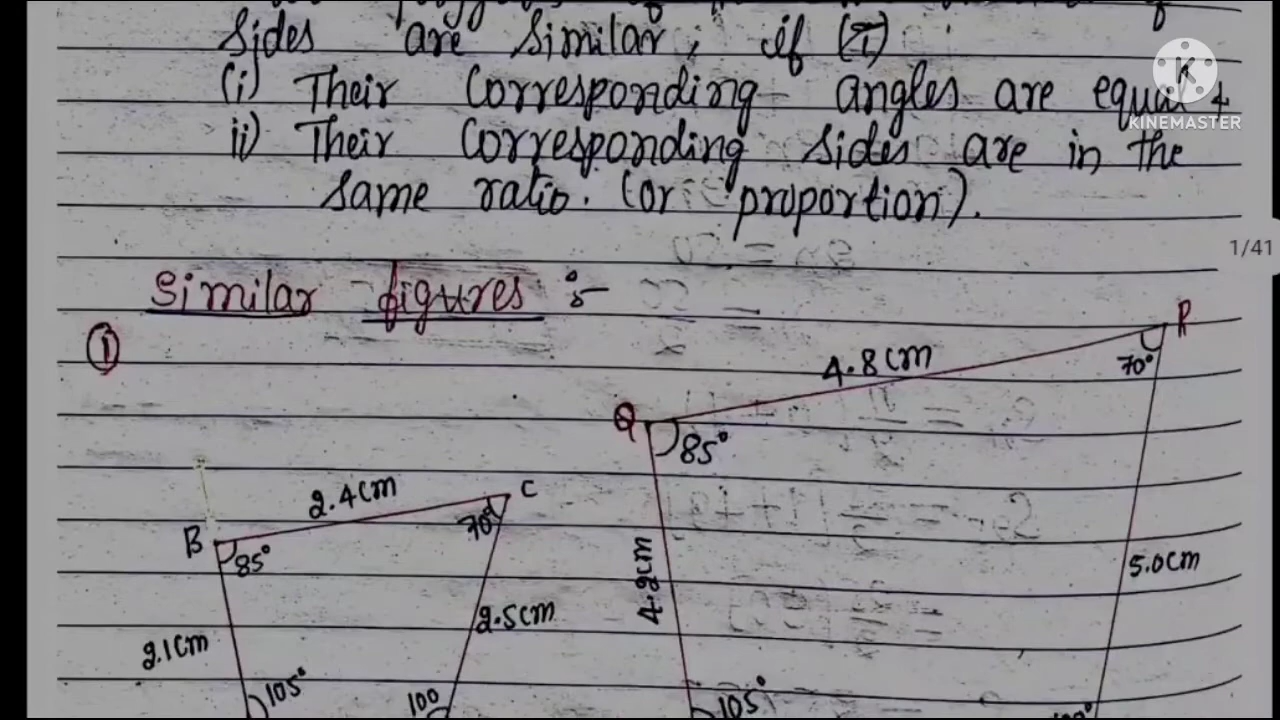 Sides are Similar, if
(i) Their Corresponding angles are equal +
ii) Their Corresponding Sides are in the
Same ratio. (or proportion).
1/41
K
KINEMASTER
Similar figures :-
①
4.8cm
R
70°
Q
85°
2.4cm
C
B
85°
70°
4.2cm
5.0cm
2.1cm
2.5cm
105°
100
105°